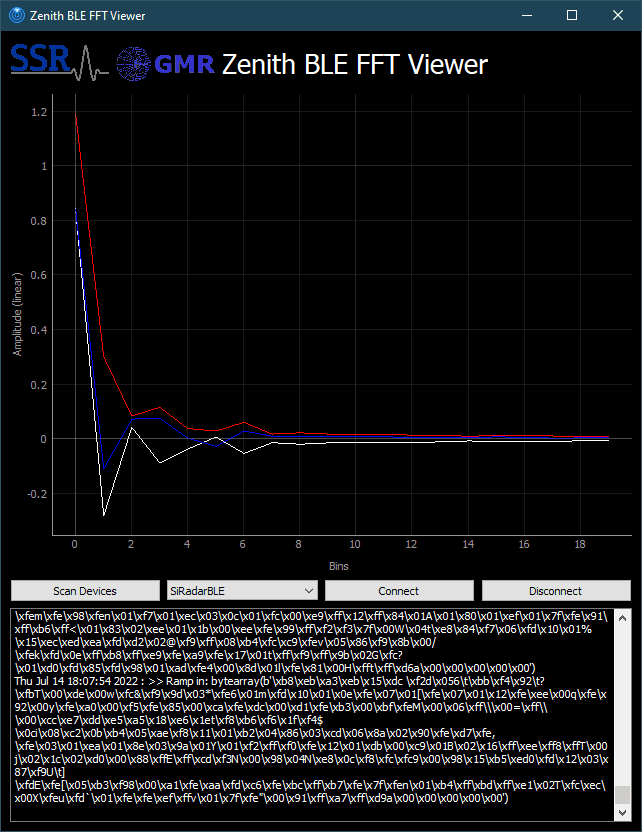 Zenith BLE FFT Viewer
SSR GMR Zenith BLE FFT Viewer
1.2
1
0.8
0.6
0.4
0.2
0
-0.2
Amplitude (linear)
0 2 4 6 8 10 12 14 16 18
Bins
Scan Devices SiRadarBLE Connect Disconnect
\xfem\xfe\x98\xfen\x01\xf7\x01\xec\x03\x0c\x01\xfc\x00\xe9\xff\x12\xff\x84\x01A\x01\x80\x01\xef\x01\x7f\xfe\x91\
xff\xb6\xff<\x01\x83\x02\xee\x01\x1b\x00\xee\xfe\x99\xff\xf2\xf3\x7f\x00W\x04t\xe8\x84\xf7\x06\xfd\x10\x01%
\x15\xec\xed\xea\xfd\xd2\x02@\xf9\xff\x08\xb4\xfc\xc9\xfev\x05\x86\xf9\x8b\x00/
\xfek\xfd\x0e\xff\xb8\xff\xe9\xfe\xa9\xfe\x17\x01t\xff\xf9\xff\x9b\x02G\xfc?
\x01\xd0\xfd\x85\xfd\x98\x01\xad\xfe4\x00\x8d\x01l\xfe\x81\x00H\xfft\xff\xd6a\x00\x00\x00\x00\x00')
Thu Jul 14 18:07:54 2022 : >> Ramp in: bytearray(b'\xb8\xeb\xa3\xeb\x15\xdc \xf2d\x056\t\xbb\xf4\x92\t?
\xfbT\x00\xde\x00w\xfc&\xf9\x9d\x03*\xfe6\x01m\xfd\x10\x01\x0e\xfe\x07\x01[\xfe\x07\x01\x12\xfe\xee\x00q\xfe\x
92\x00y\xfe\xa0\x00\xf5\xfe\x85\x00\xca\xfe\xdc\x00\xd1\xfe\xb3\x00\xbf\xfeM\x00\x06\xff\\\x00=\xff\\
\x00\xcc\xe7\xdd\xe5\xa5\x18\xe6\x1et\xf8\xb6\xf6\x1f\xf4$
\x0ci\x08\xc2\x0b\xb4\x05\xae\xf8\x11\x01\xb2\x04\x86\x03\xcd\x06\x8a\x02\x90\xfe\xd7\xfe,
\xfe\x03\x01\xea\x01\x8e\x03\x9a\x01Y\x01\xf2\xff\xf0\xfe\x12\x01\xdb\x00\xc9\x01B\x02\x16\xff\xee\xff8\xffT\x00
j\x02\x1c\x02\xd0\x00\x88\xffE\xff\xcd\xf3N\x00\x98\x04N\xe8\x0c\xf8\xfc\xfc9\x00\x98\x15\xb5\xed0\xfd\x12\x03\x
87\xf9U\t]
\xfdE\xfe[\x05\xb3\xf98\x00\xa1\xfe\xaa\xfd\xc6\xfe\xbc\xff\xb7\xfe\x7f\xfen\x01\xb4\xff\xbd\xff\xe1\x02T\xfc\xec\
x00X\xfeu\xfd`\x01\xfe\xfe\xef\xffv\x01\x7f\xfe"\x00\x91\xff\xa7\xff\xd9a\x00\x00\x00\x00\x00')